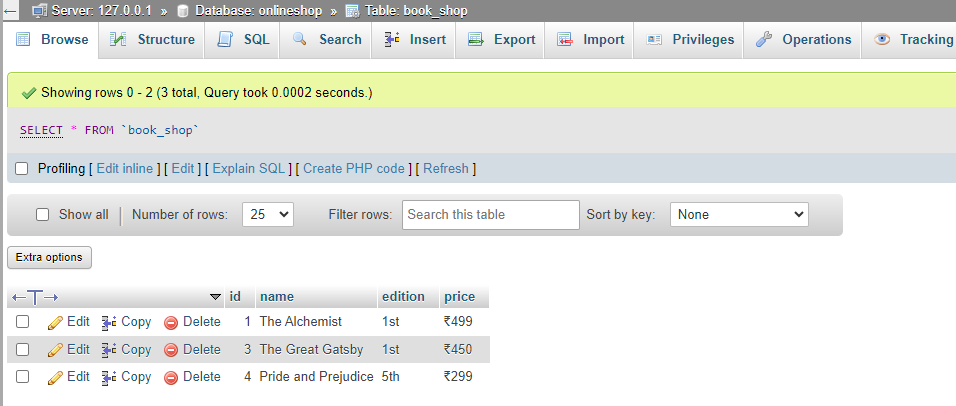 Server: 127.0.0.1 » Database: onlineshop » Table: book_shop
Browse Structure SQL Search Insert Export Import Privileges Operations Tracking
Showing rows 0 - 2 (3 total, Query took 0.0002 seconds.)
SELECT * FROM `book_shop`
Profiling [ Edit inline ] [ Edit ] [ Explain SQL ] [ Create PHP code ] [ Refresh ]
Show all | Number of rows: 25 Filter rows: Search this table Sort by key: None
Extra options
←T→ id name edition price
Edit Copy Delete 1 The Alchemist 1st ₹499
Edit Copy Delete 3 The Great Gatsby 1st ₹450
Edit Copy Delete 4 Pride and Prejudice 5th ₹299